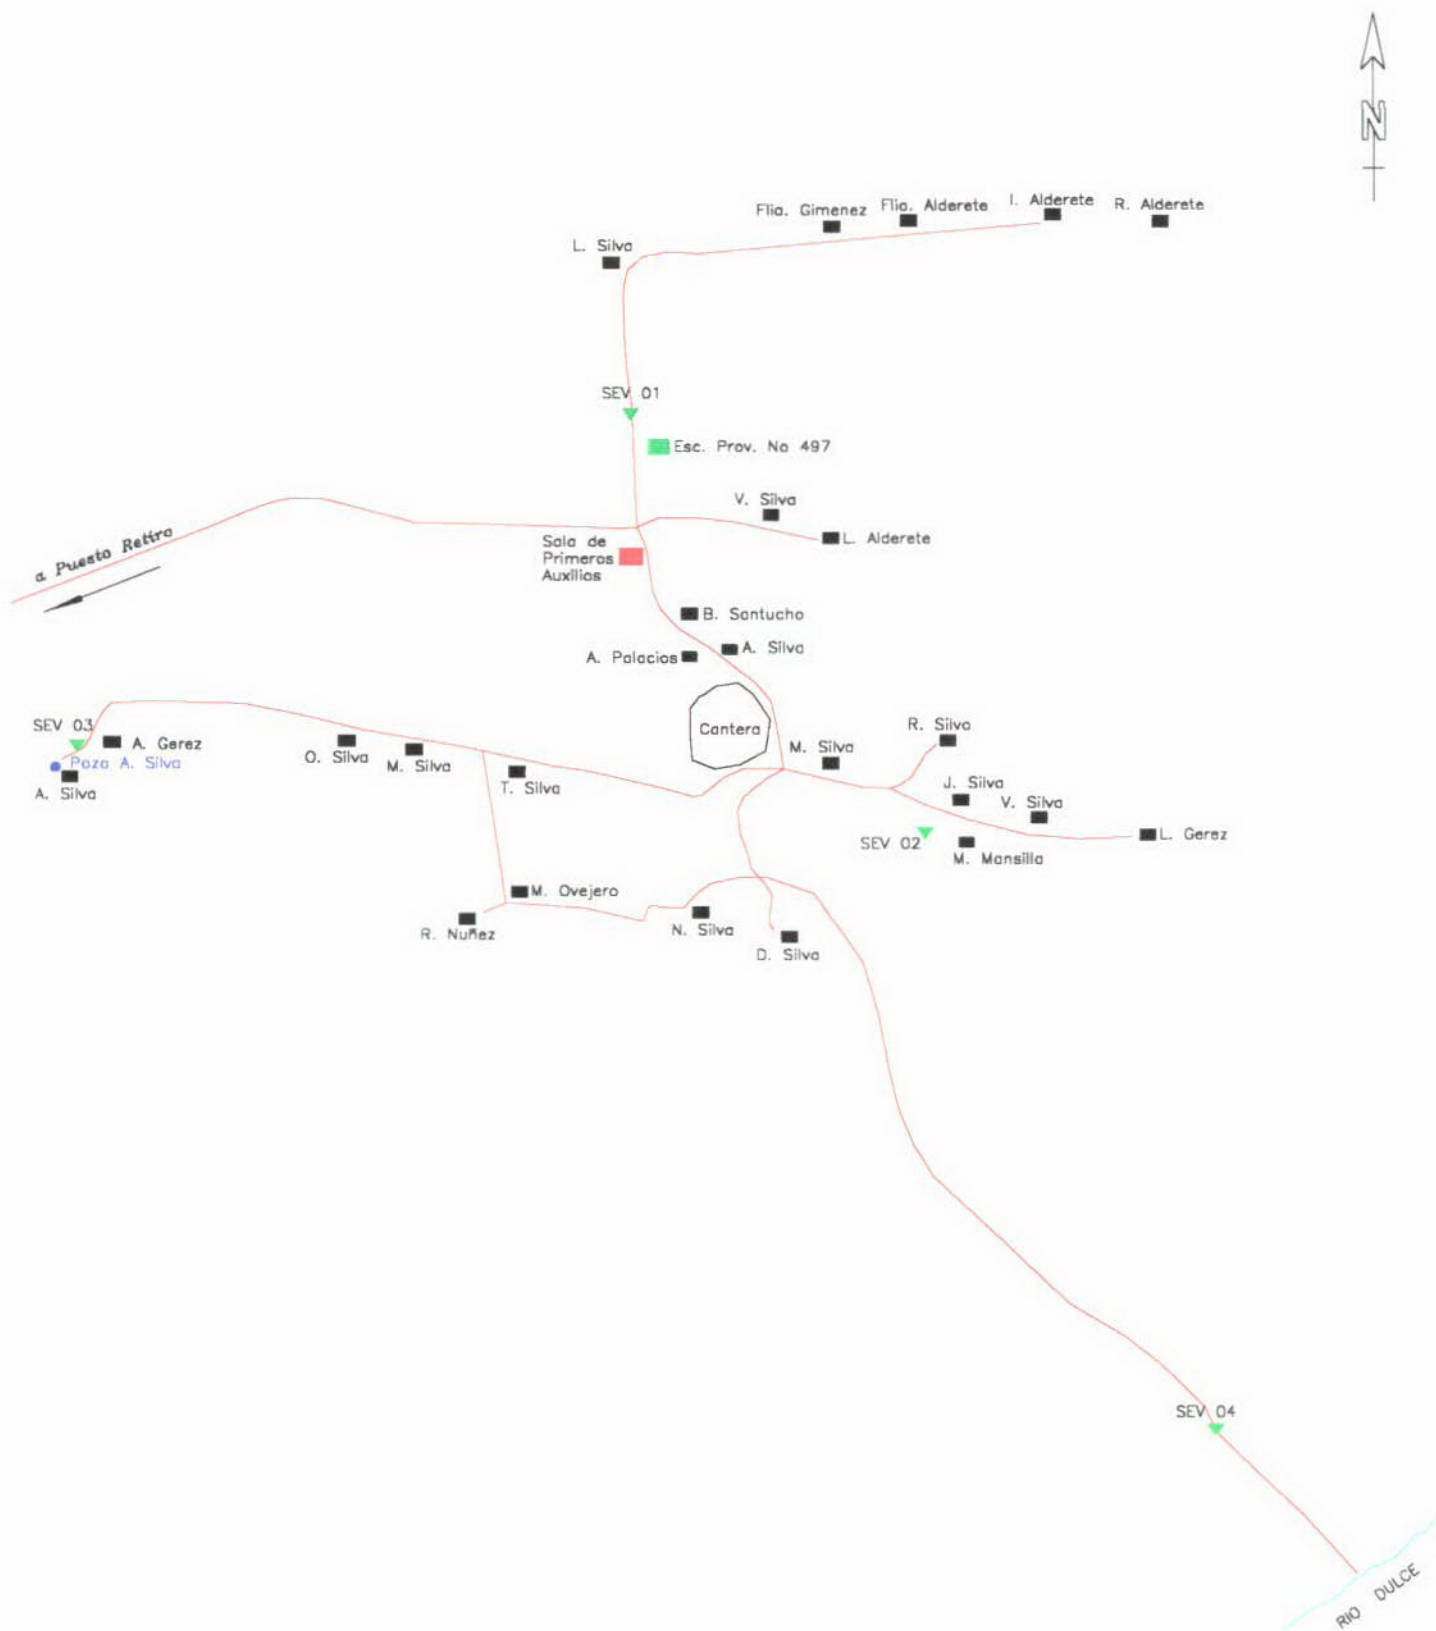 N
Flia. Gimenez
Flia. Alderete
I. Alderete
R. Alderete
L. Silva
SEV 01
Esc. Prov. No 497
V. Silva
L. Alderete
a Puesto Retiro
Sala de
Primeros
Auxilios
B. Santucho
A. Silva
A. Palacios
SEV 03
A. Gerez
Pozo A. Silva
A. Silva
O. Silva
M. Silva
T. Silva
Cantera
M. Silva
R. Silva
J. Silva
V. Silva
L. Gerez
SEV 02
M. Mansilla
M. Ovejero
R. Nuñez
N. Silva
D. Silva
SEV 04
RIO DULCE